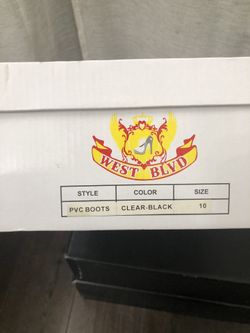 WEST BLVD
STYLE COLOR SIZE
PVC BOOTS CLEAR-BLACK 10